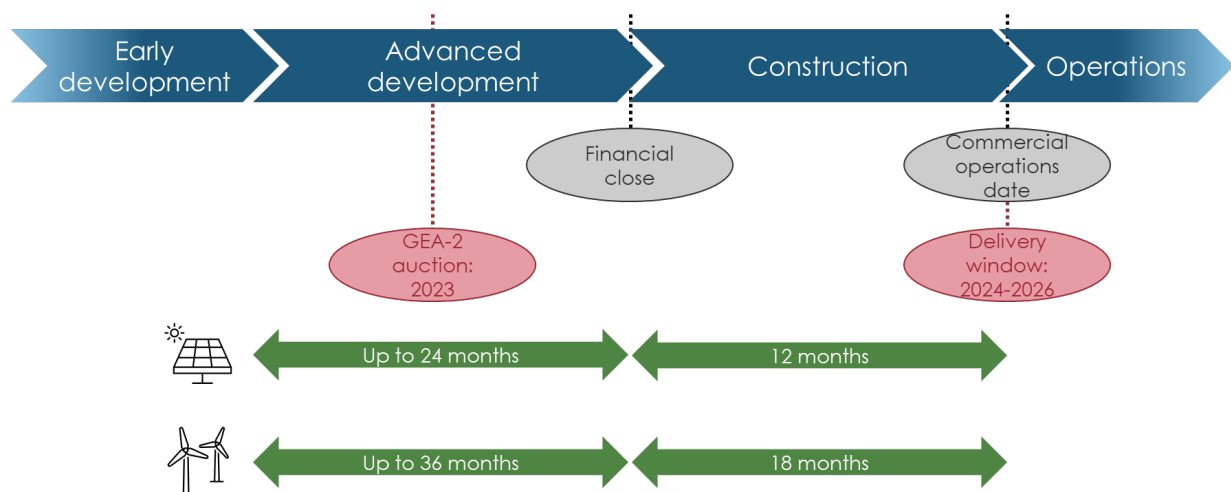 Early
development
Advanced
development
Construction
Operations
Financial
close
Commercial
operations
date
GEA-2
auction:
2023
Delivery
window:
2024-2026
Up to 24 months
12 months
Up to 36 months
18 months